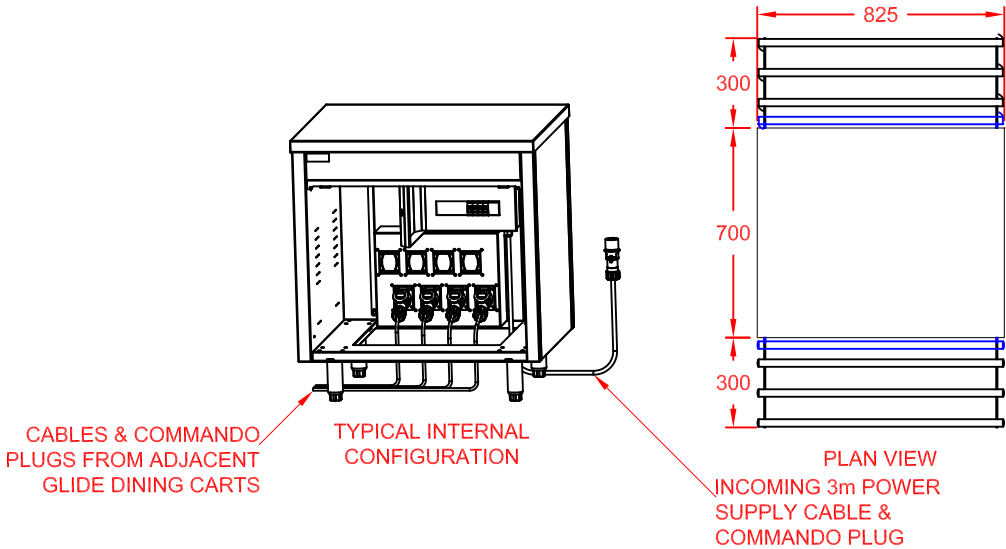 825
300
700
300
CABLES & COMMANDO
PLUGS FROM ADJACENT
GLIDE DINING CARTS
TYPICAL INTERNAL
CONFIGURATION
PLAN VIEW
INCOMING 3m POWER
SUPPLY CABLE &
COMMANDO PLUG